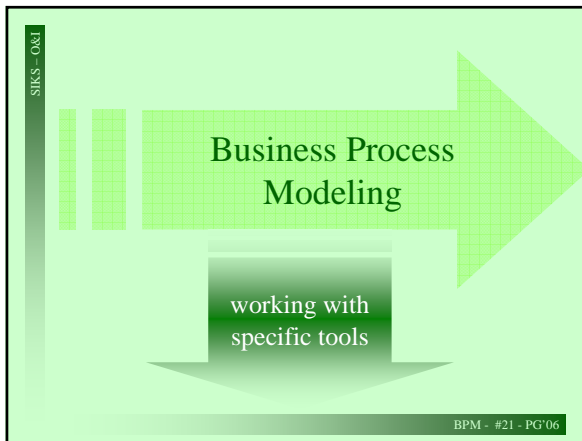 SIKS – O&I
Business Process
Modeling
working with
specific tools
BPM - #21 - PG'06